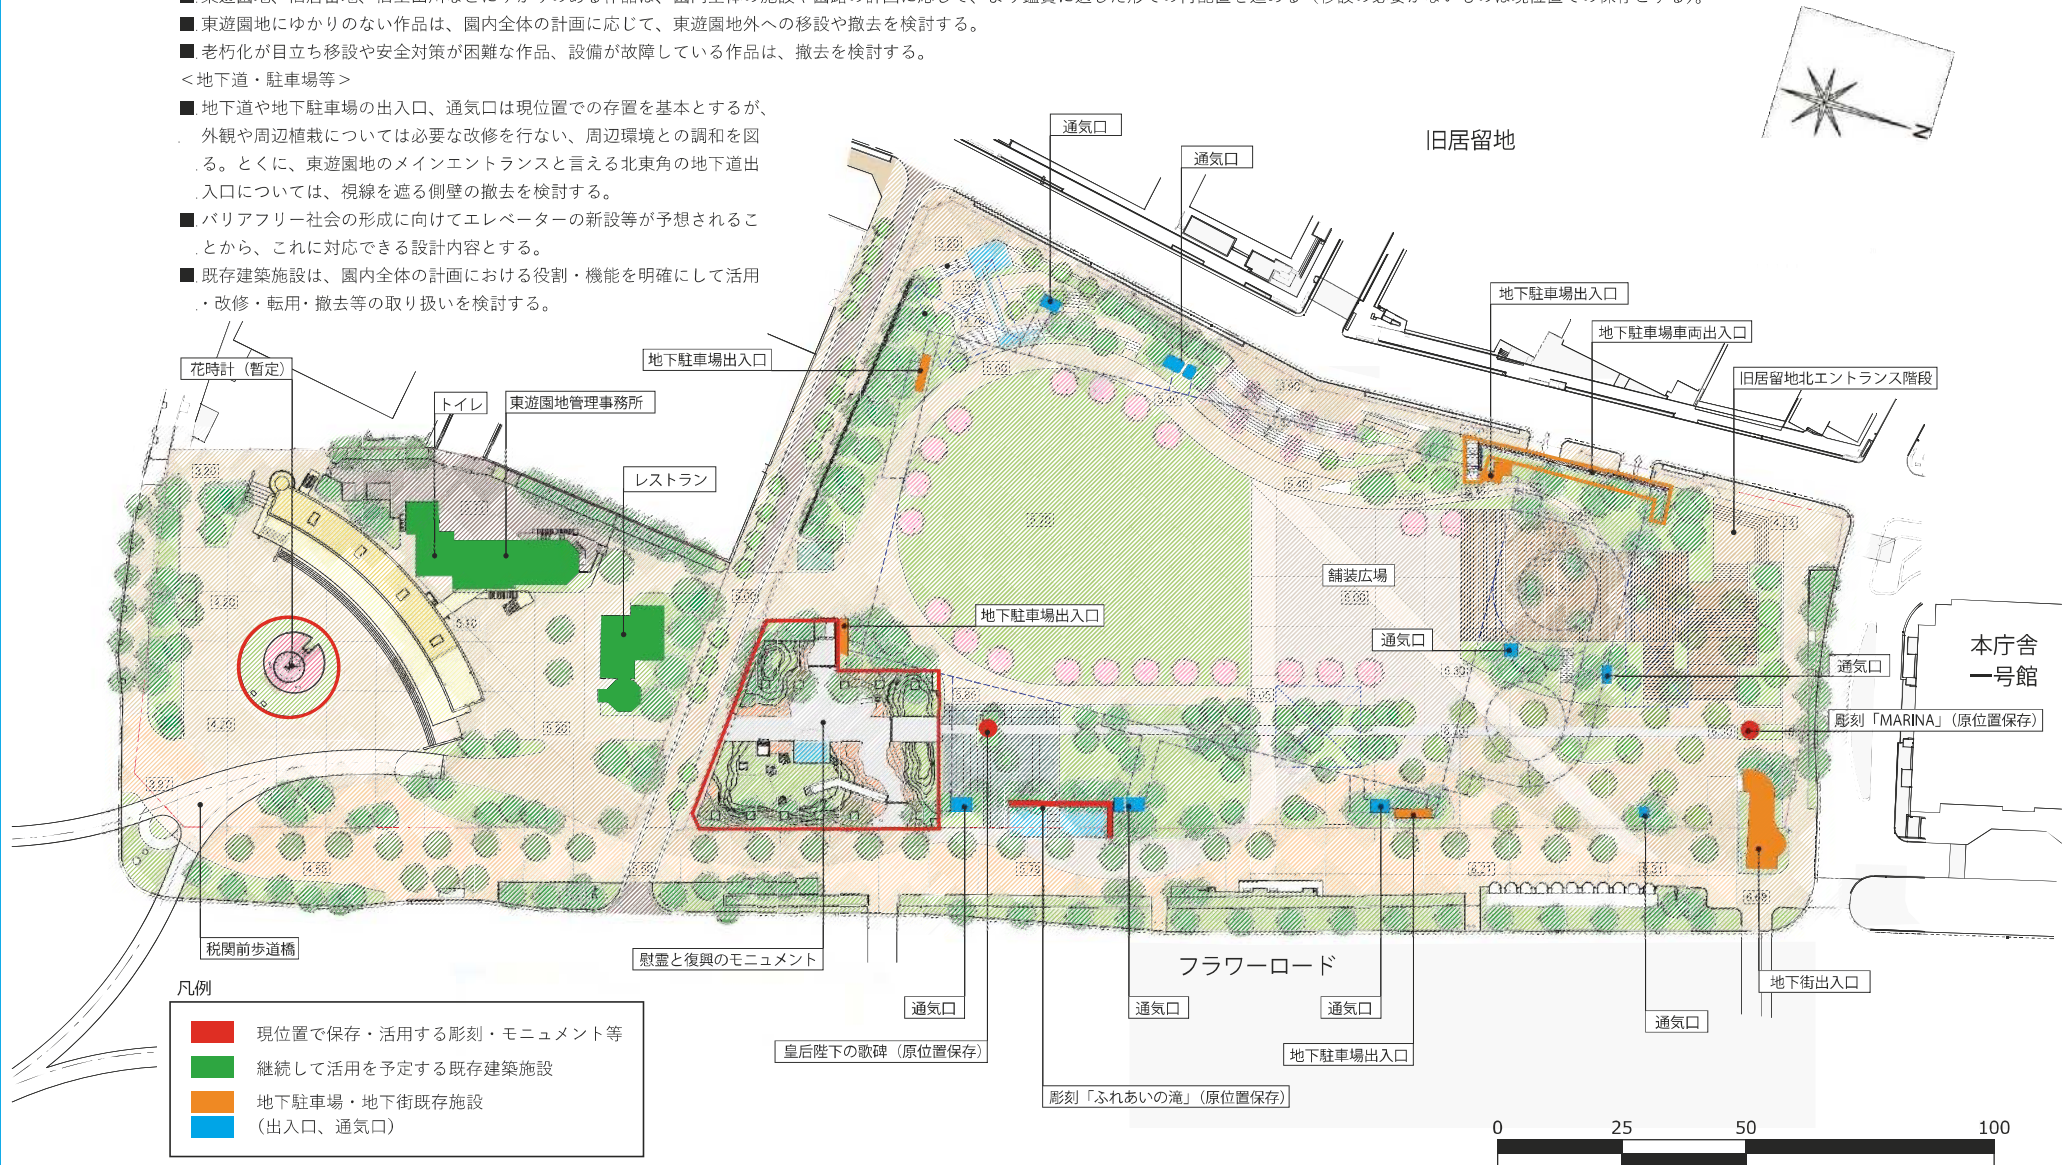 ■.東遊園地にゆかりのない作品は、園内全体の計画に応じて、東遊園地外への移設や撤去を検討する。
■.老朽化が目立ち移設や安全対策が困難な作品、設備が故障している作品は、撤去を検討する。
＜地下道・駐車場等＞
■.地下道や地下駐車場の出入口、通気口は現位置での存置を基本とするが、
外観や周辺植栽については必要な改修を行ない、周辺環境との調和を図
る。とくに、東遊園地のメインエントランスと言える北東角の地下道出
入口については、視線を遮る側壁の撤去を検討する。
■.バリアフリー社会の形成に向けてエレベーターの新設等が予想されるこ
とから、これに対応できる設計内容とする。
■.既存建築施設は、園内全体の計画における役割・機能を明確にして活用
・改修・転用・撤去等の取り扱いを検討する。
N
旧居留地
通気口
通気口
地下駐車場出入口
地下駐車場車両出入口
旧居留地北エントランス階段
地下駐車場出入口
花時計（暫定）
トイレ
東遊園地管理事務所
レストラン
舗装広場
6.00
地下駐車場出入口
通気口
通気口
本庁舎
一号館
彫刻「MARINA」（原位置保存）
税関前歩道橋
慰霊と復興のモニュメント
フラワーロード
通気口
通気口
通気口
通気口
地下街出入口
皇后陛下の歌碑（原位置保存）
地下駐車場出入口
彫刻「ふれあいの滝」（原位置保存）
凡例
現位置で保存・活用する彫刻・モニュメント等
継続して活用を予定する既存建築施設
地下駐車場・地下街既存施設
（出入口、通気口）
0 25 50 100